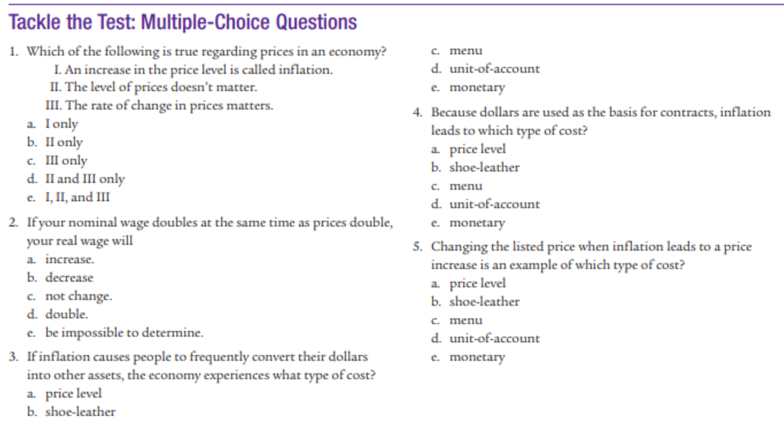 Tackle the Test: Multiple-Choice Questions
1. Which of the following is true regarding prices in an economy?
I. An increase in the price level is called inflation.
II. The level of prices doesn't matter.
III. The rate of change in prices matters.
a. I only
b. II only
c. III only
d. II and III only
e. I, II, and III
2. If your nominal wage doubles at the same time as prices double,
your real wage will
a. increase.
b. decrease
c. not change.
d. double.
e. be impossible to determine.
3. If inflation causes people to frequently convert their dollars
into other assets, the economy experiences what type of cost?
a. price level
b. shoe-leather
c. menu
d. unit-of-account
e. monetary
4. Because dollars are used as the basis for contracts, inflation
leads to which type of cost?
a. price level
b. shoe-leather
c. menu
d. unit-of-account
e. monetary
5. Changing the listed price when inflation leads to a price
increase is an example of which type of cost?
a. price level
b. shoe-leather
c. menu
d. unit-of-account
e. monetary